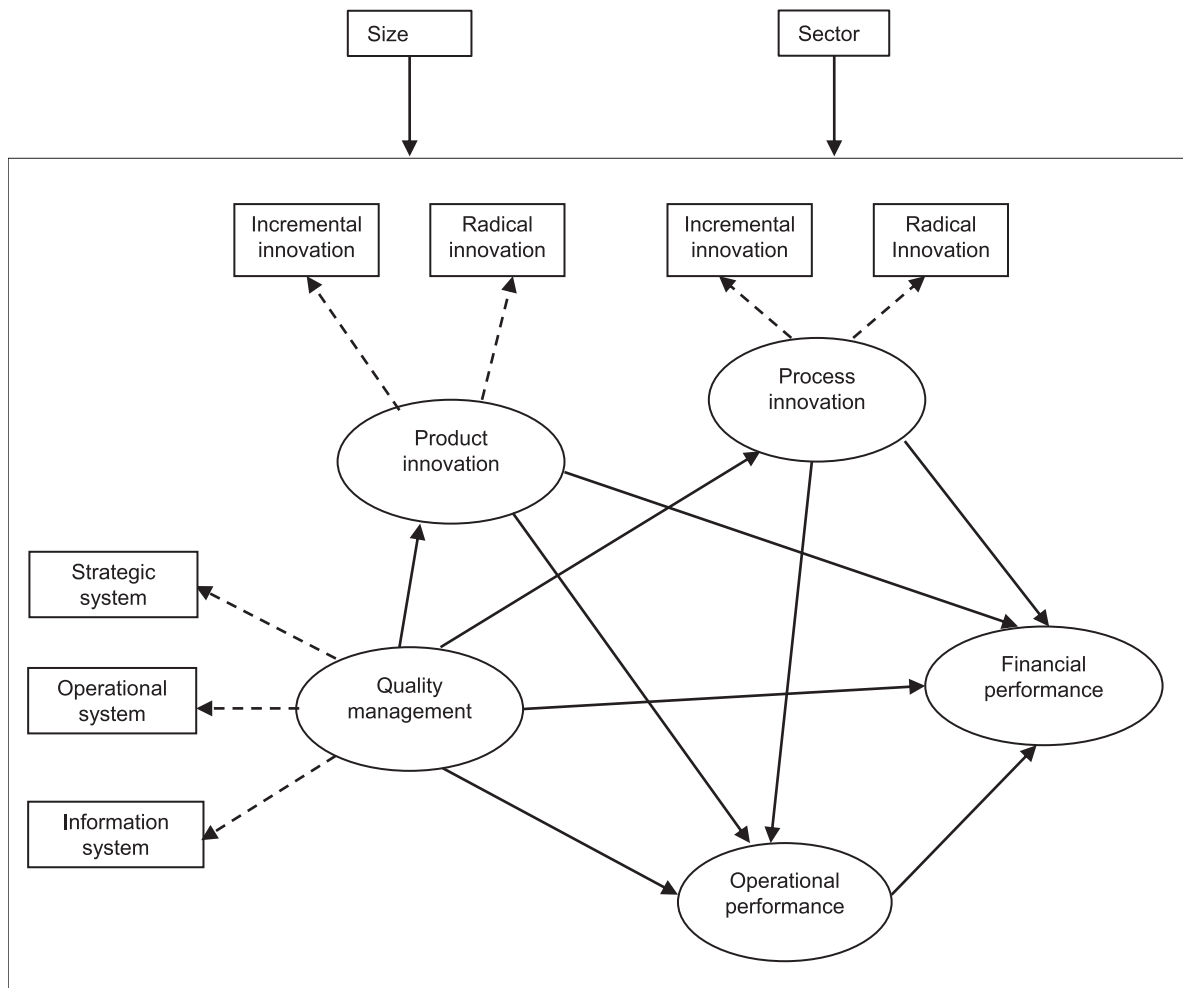 Size
Sector
Incremental
innovation
Radical
innovation
Incremental
innovation
Radical
Innovation
Process
innovation
Product
innovation
Strategic
system
Operational
system
Information
system
Quality
management
Financial
performance
Operational
performance